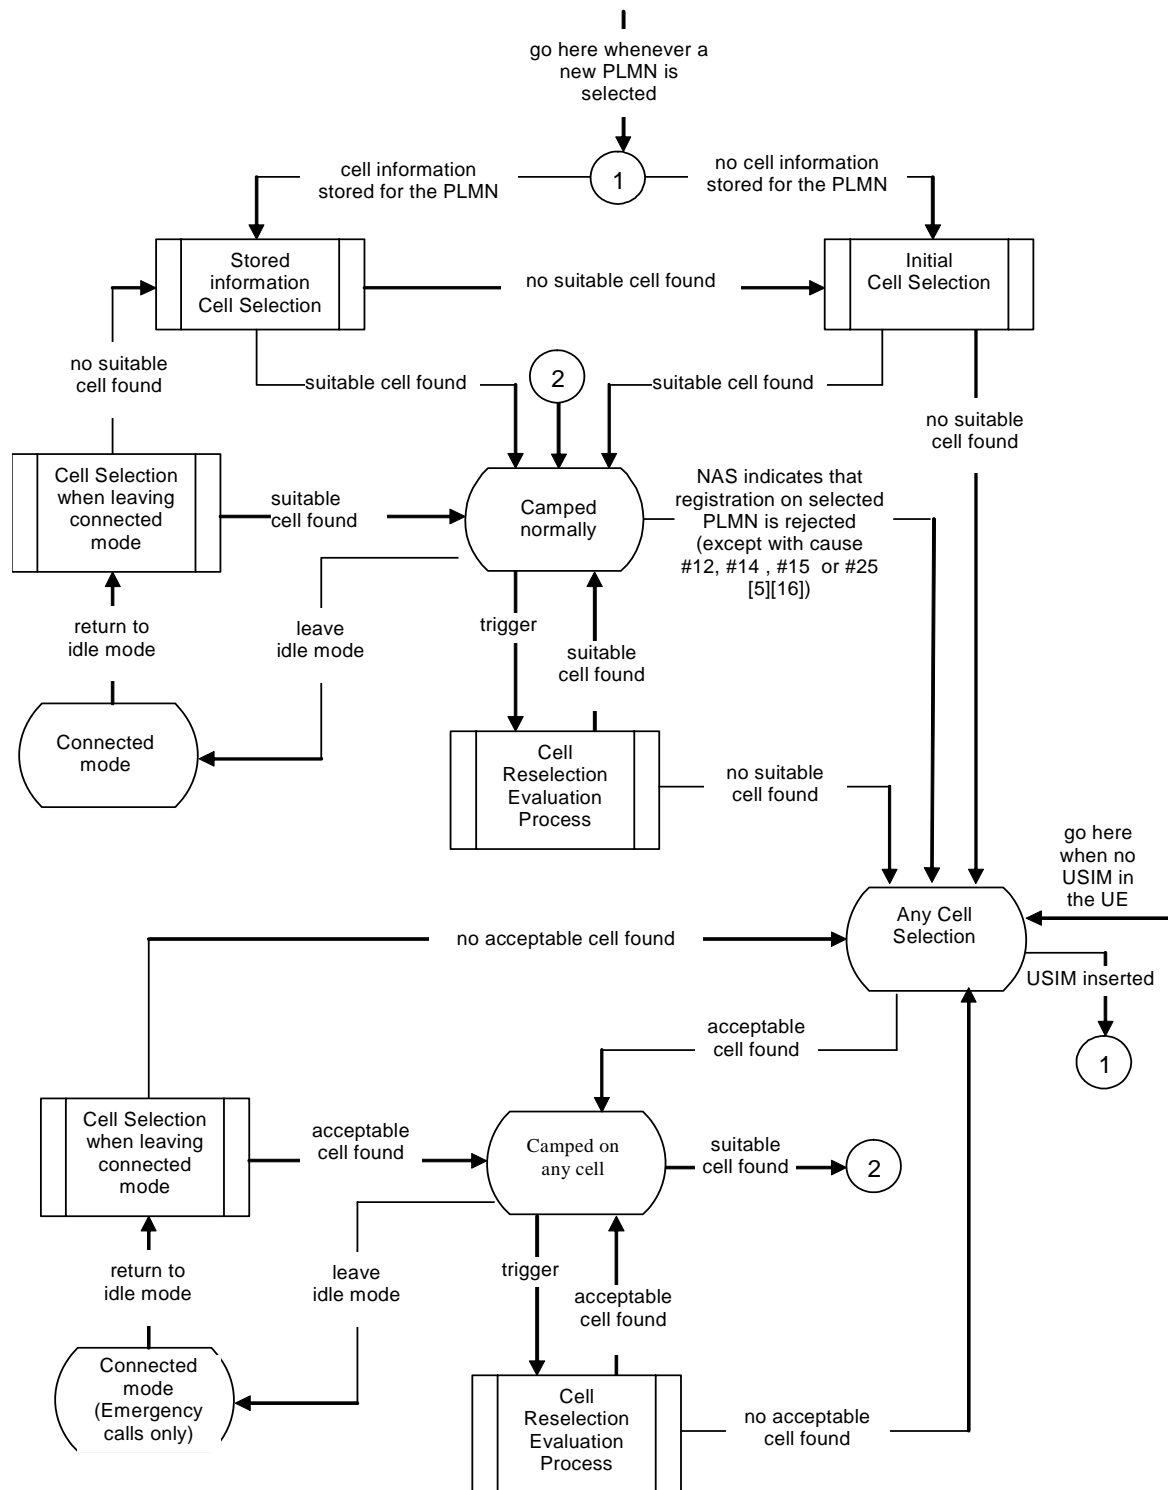 go here whenever a
new PLMN is
selected
cell information
stored for the PLMN
1
no cell information
stored for the PLMN
Stored
information
Cell Selection
no suitable cell found
Initial
Cell Selection
no suitable
cell found
suitable cell found
2
suitable cell found
no suitable
cell found
Cell Selection
when leaving
connected
mode
suitable
cell found
Camped
normally
NAS indicates that
registration on selected
PLMN is rejected
(except with cause
#12, #14 , #15 or #25
[5][16])
return to
idle mode
leave
idle mode
trigger
suitable
cell found
Connected
mode
Cell
Reselection
Evaluation
Process
no suitable
cell found
go here
when no
USIM in
the UE
Any Cell
Selection
no acceptable cell found
USIM inserted
1
acceptable
cell found
Cell Selection
when leaving
connected
mode
acceptable
cell found
Camped on
any cell
suitable
cell found
2
return to
idle mode
leave
idle mode
trigger
acceptable
cell found
Connected
mode
(Emergency
calls only)
Cell
Reselection
Evaluation
Process
no acceptable
cell found